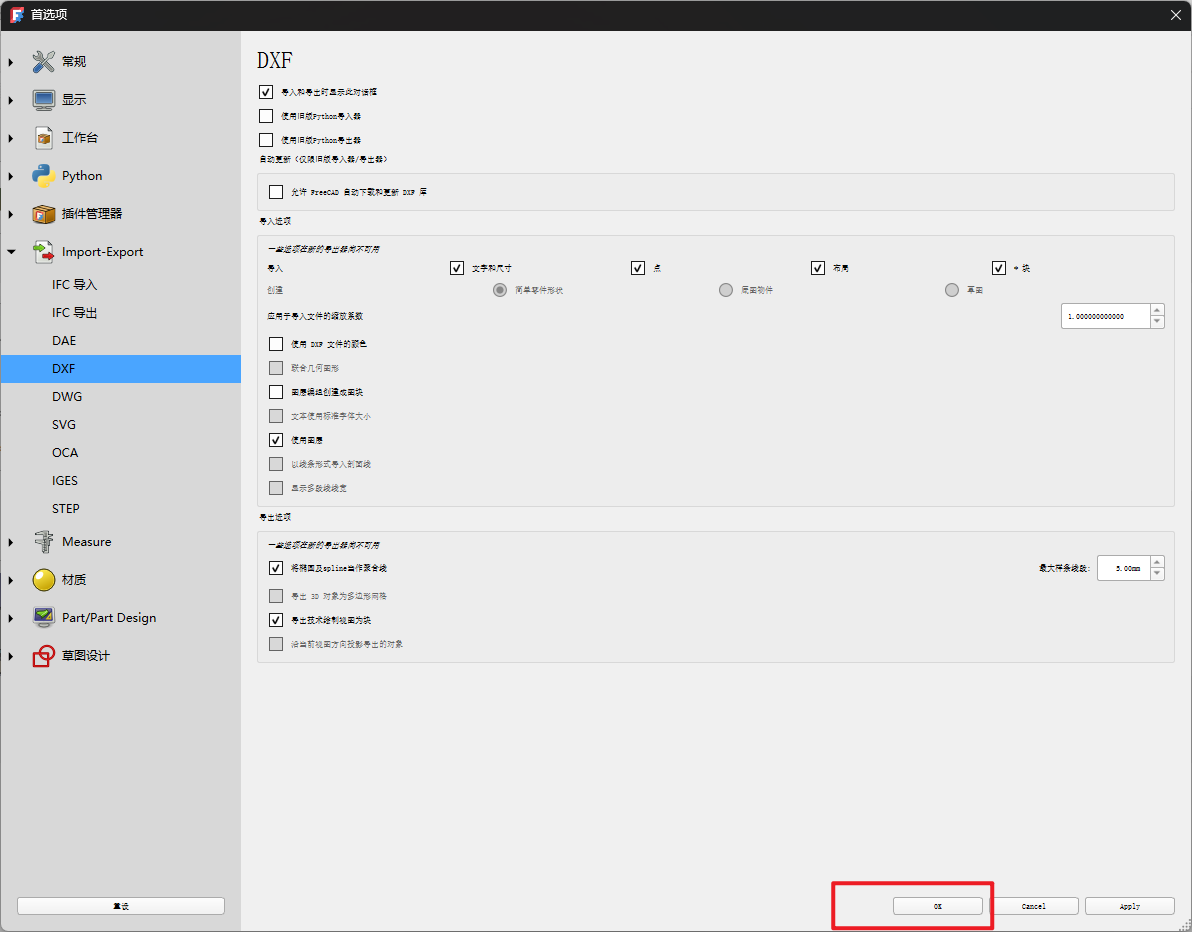 首选项
常规
显示
工作台
Python
插件管理器
Import-Export
IFC 导入
IFC 导出
DAE
DXF
DWG
SVG
OCA
IGES
STEP
Measure
材质
Part/Part Design
草图设计
重设
DXF
导入和导出时显示此对话框
使用旧版Python导入器
使用旧版Python导出器
自动更新（仅限旧版导入器/导出器）
允许 FreeCAD 自动下载和更新 DXF 库
导入选项
一些选项在新的导出器尚不可用
导入 文字和尺寸 点 布局 * 块
创建 简单零件形状 底图物件 草图
应用于导入文件的缩放系数 1.000000000000
使用 DXF 文件的颜色
联合几何图形
图层编组创建成图块
文本使用标准字体大小
使用图层
以线条形式导入剖面线
显示多段线线宽
导出选项
一些选项在新的导出器尚不可用
将椭圆及spline当作聚合线 最大样条线段: 5.00mm
导出 3D 对象为多边形网格
导出技术绘制视图为块
沿当前视图方向投影导出的对象
OK Cancel Apply